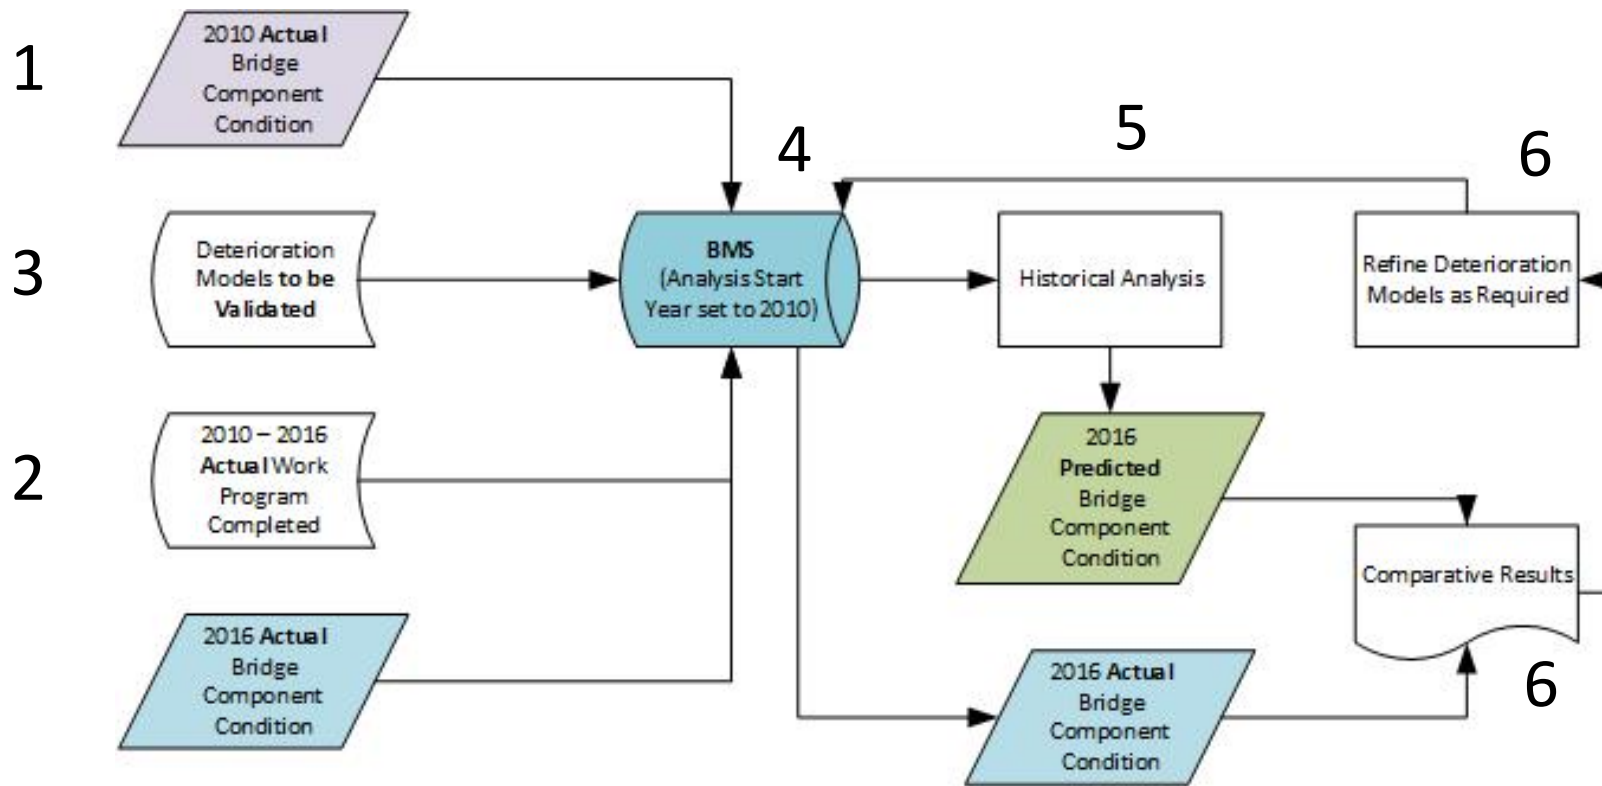 1
2010 Actual
Bridge
Component
Condition
4
5
6
3
Deterioration
Models to be
Validated
BMS
(Analysis Start
Year set to 2010)
Historical Analysis
Refine Deterioration
Models as Required
2
2010 – 2016
Actual Work
Program
Completed
2016
Predicted
Bridge
Component
Condition
Comparative Results
6
2016 Actual
Bridge
Component
Condition
2016 Actual
Bridge
Component
Condition